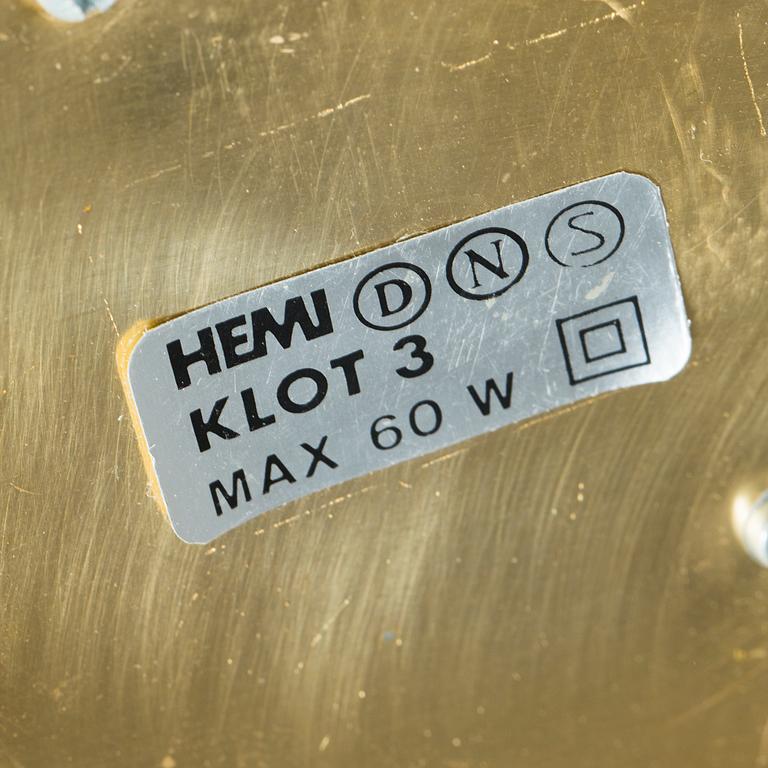 HEMI D N S
KLOT 3
MAX 60 W